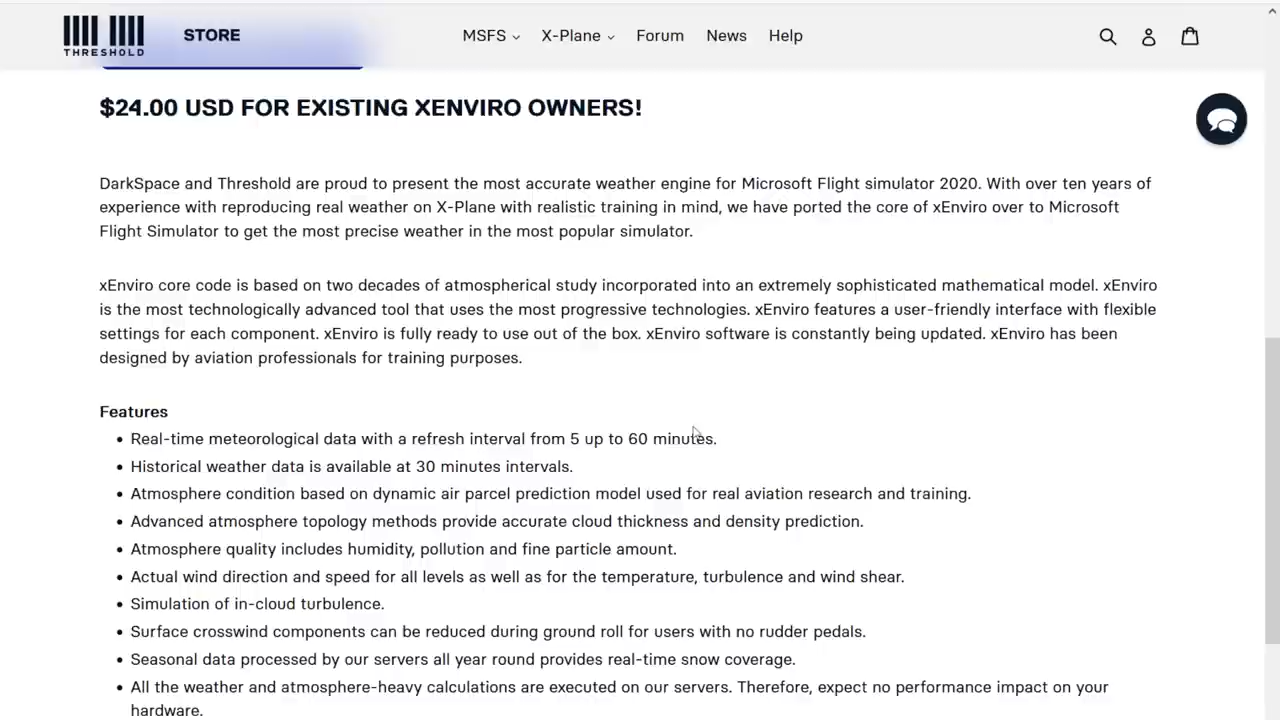 THRESHOLD
STORE
MSFS
X-Plane
Forum
News
Help
$24.00 USD FOR EXISTING XENVIRO OWNERS!
DarkSpace and Threshold are proud to present the most accurate weather engine for Microsoft Flight simulator 2020. With over ten years of
experience with reproducing real weather on X-Plane with realistic training in mind, we have ported the core of xEnviro over to Microsoft
Flight Simulator to get the most precise weather in the most popular simulator.
xEnviro core code is based on two decades of atmospherical study incorporated into an extremely sophisticated mathematical model. xEnviro
is the most technologically advanced tool that uses the most progressive technologies. xEnviro features a user-friendly interface with flexible
settings for each component. xEnviro is fully ready to use out of the box. xEnviro software is constantly being updated. xEnviro has been
designed by aviation professionals for training purposes.
Features
• Real-time meteorological data with a refresh interval from 5 up to 60 minutes.
• Historical weather data is available at 30 minutes intervals.
• Atmosphere condition based on dynamic air parcel prediction model used for real aviation research and training.
• Advanced atmosphere topology methods provide accurate cloud thickness and density prediction.
• Atmosphere quality includes humidity, pollution and fine particle amount.
• Actual wind direction and speed for all levels as well as for the temperature, turbulence and wind shear.
• Simulation of in-cloud turbulence.
• Surface crosswind components can be reduced during ground roll for users with no rudder pedals.
• Seasonal data processed by our servers all year round provides real-time snow coverage.
• All the weather and atmosphere-heavy calculations are executed on our servers. Therefore, expect no performance impact on your
hardware.